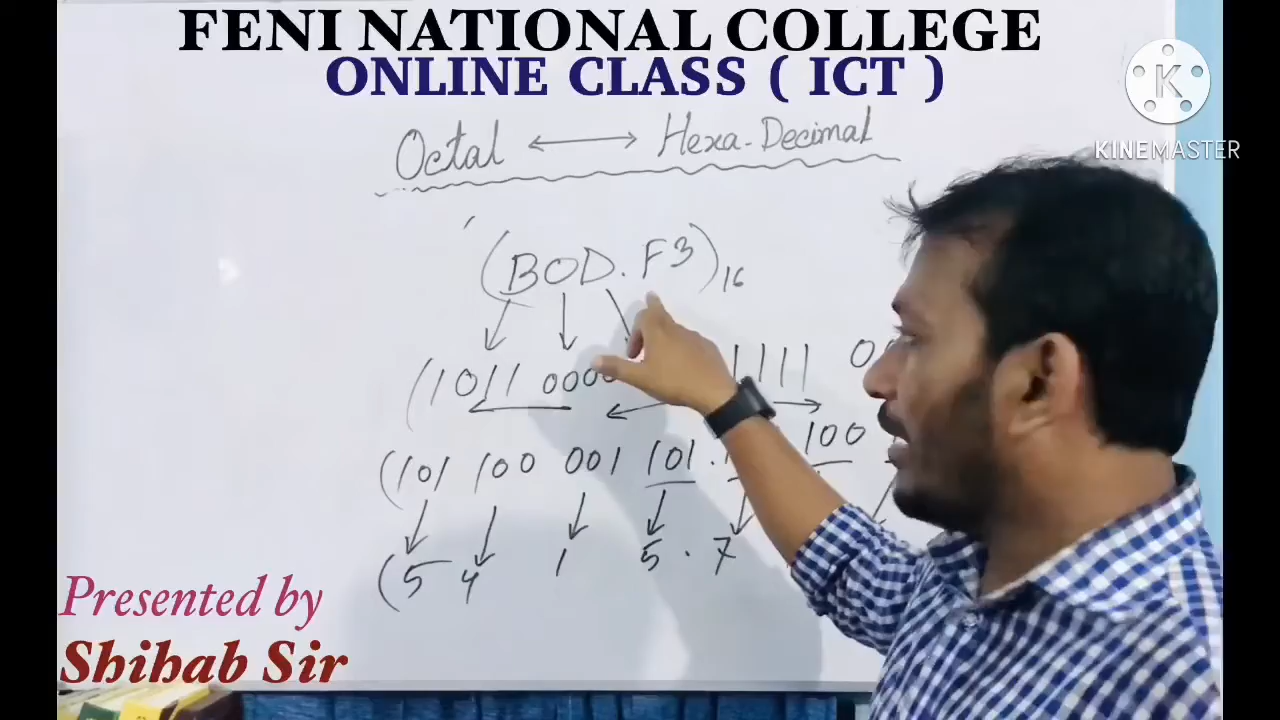 FENI NATIONAL COLLEGE
ONLINE CLASS ( ICT )
K
KINEMASTER
Octal ⟷ Hexa-Decimal
(BOD.F3)16
(1011 0000 1111
(101 100 001 101. 100
(5 4 1 5 . 7
Presented by
Shihab Sir